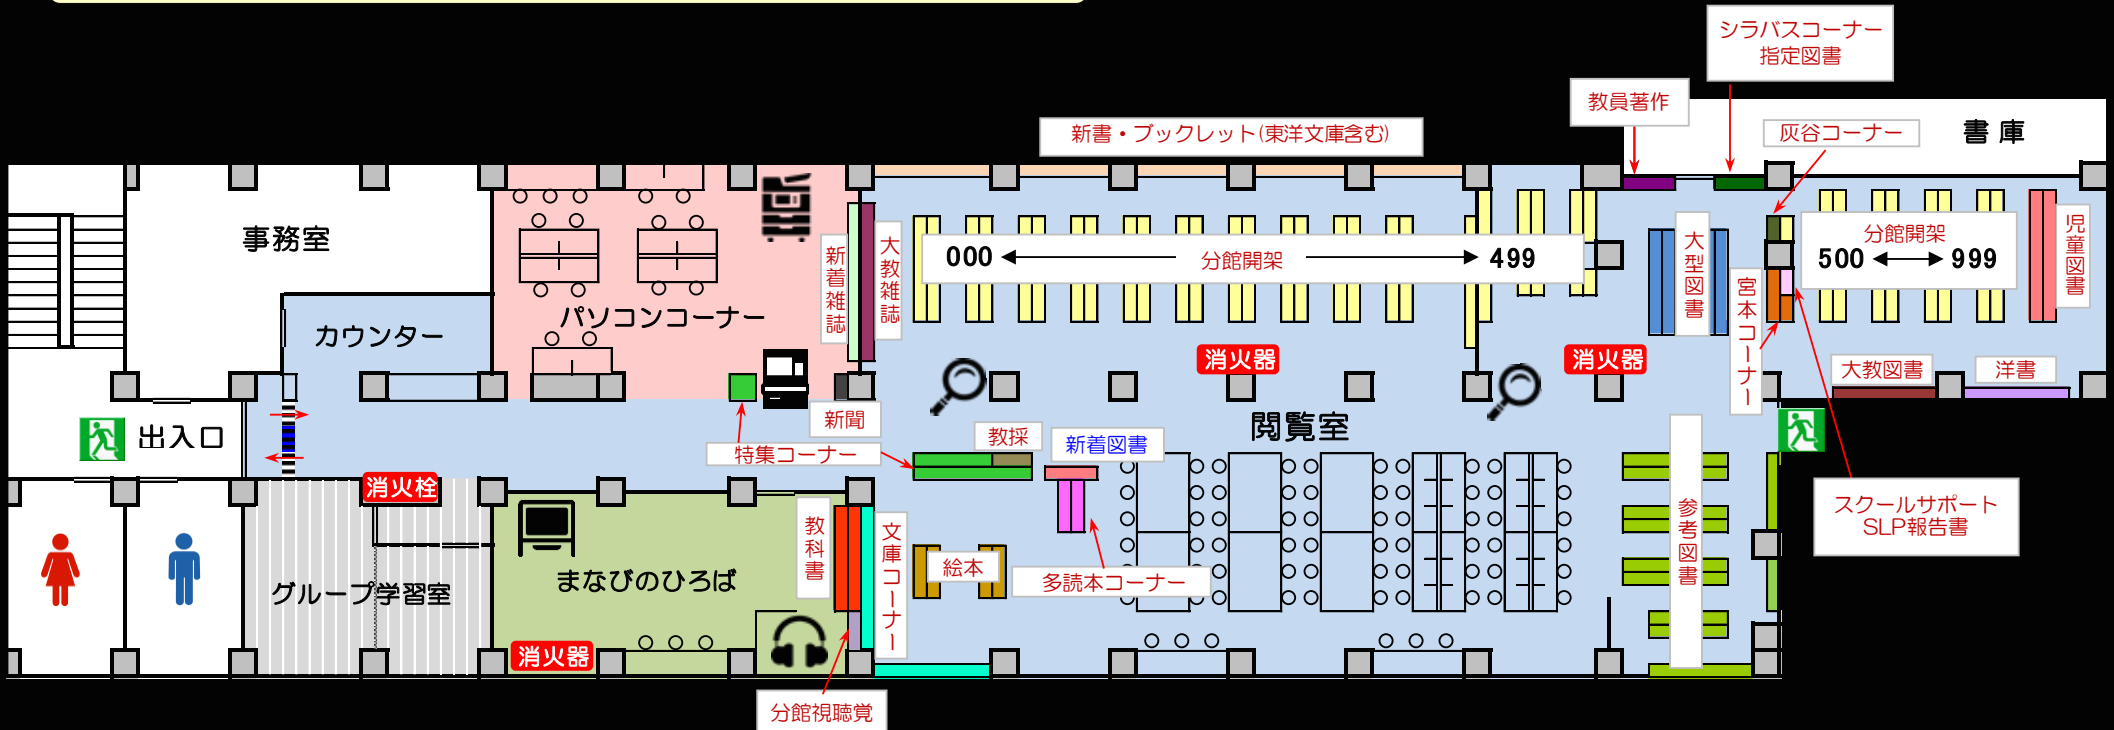 シラバスコーナー
指定図書
教員著作
新書・ブックレット(東洋文庫含む)
灰谷コーナー
書庫
事務室
カウンター
パソコンコーナー
新着雑誌
大教雑誌
000
分館開架
499
大型図書
宮本コーナー
分館開架
500
999
児童図書
消火器
消火器
大教図書
洋書
出入口
新聞
特集コーナー
教採
新着図書
閲覧室
消火栓
グループ学習室
まなびのひろば
教科書
文庫コーナー
絵本
多読本コーナー
参考図書
スクールサポート
SLP報告書
消火器
分館視聴覚